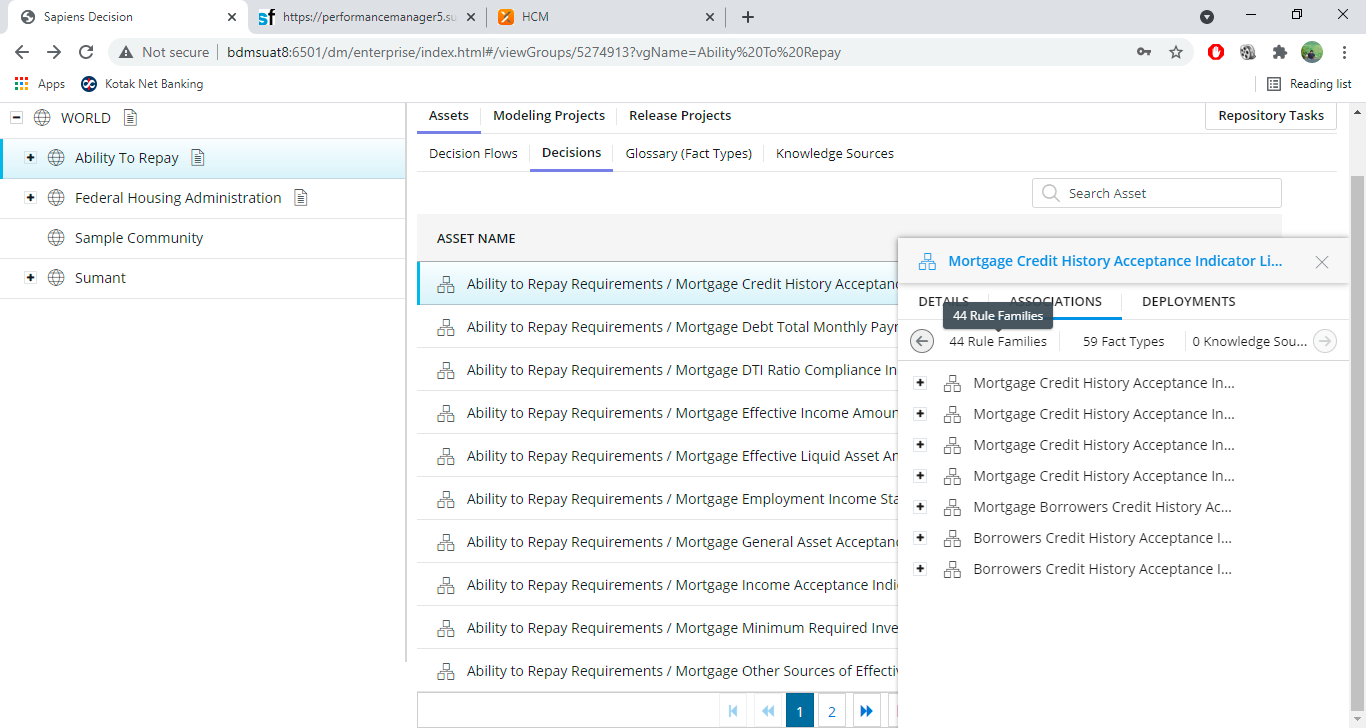 Sapiens Decision
sf https://performancemanager5.su
HCM
Not secure bdmsuat8:6501/dm/enterprise/index.html#/viewGroups/5274913?vgName=Ability%20To%20Repay
Apps Kotak Net Banking Reading list
WORLD
Ability To Repay
Federal Housing Administration
Sample Community
Sumant
Assets Modeling Projects Release Projects Repository Tasks
Decision Flows Decisions Glossary (Fact Types) Knowledge Sources
Search Asset
ASSET NAME
Ability to Repay Requirements / Mortgage Credit History Acceptanc
Ability to Repay Requirements / Mortgage Debt Total Monthly Payr
Ability to Repay Requirements / Mortgage DTI Ratio Compliance In
Ability to Repay Requirements / Mortgage Effective Income Amoun
Ability to Repay Requirements / Mortgage Effective Liquid Asset An
Ability to Repay Requirements / Mortgage Employment Income Sta
Ability to Repay Requirements / Mortgage General Asset Acceptanc
Ability to Repay Requirements / Mortgage Income Acceptance Indi
Ability to Repay Requirements / Mortgage Minimum Required Inve
Ability to Repay Requirements / Mortgage Other Sources of Effecti
1 2
Mortgage Credit History Acceptance Indicator Li...
DETAILS ASSOCIATIONS DEPLOYMENTS
44 Rule Families
44 Rule Families 59 Fact Types 0 Knowledge Sou...
Mortgage Credit History Acceptance In...
Mortgage Credit History Acceptance In...
Mortgage Credit History Acceptance In...
Mortgage Credit History Acceptance In...
Mortgage Borrowers Credit History Ac...
Borrowers Credit History Acceptance I...
Borrowers Credit History Acceptance I...